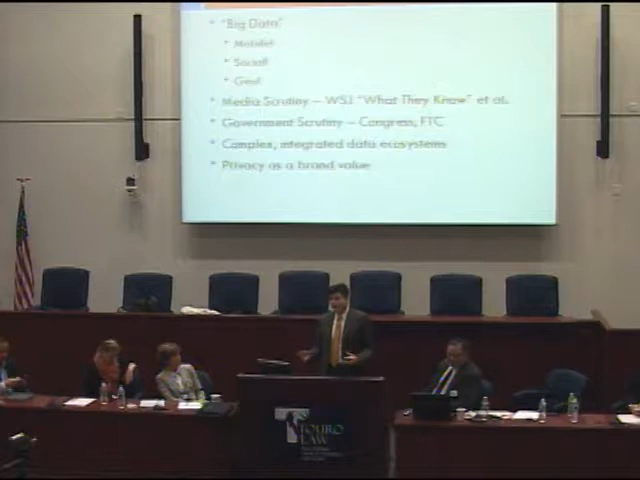 • "Big Data"
• Mobile!
• Social!
• Geo!
• Media Scrutiny – WSJ "What They Know" et al.
• Government Scrutiny – Congress, FTC
• Complex, integrated data ecosystems
• Privacy as a brand value
TOURO
LAW